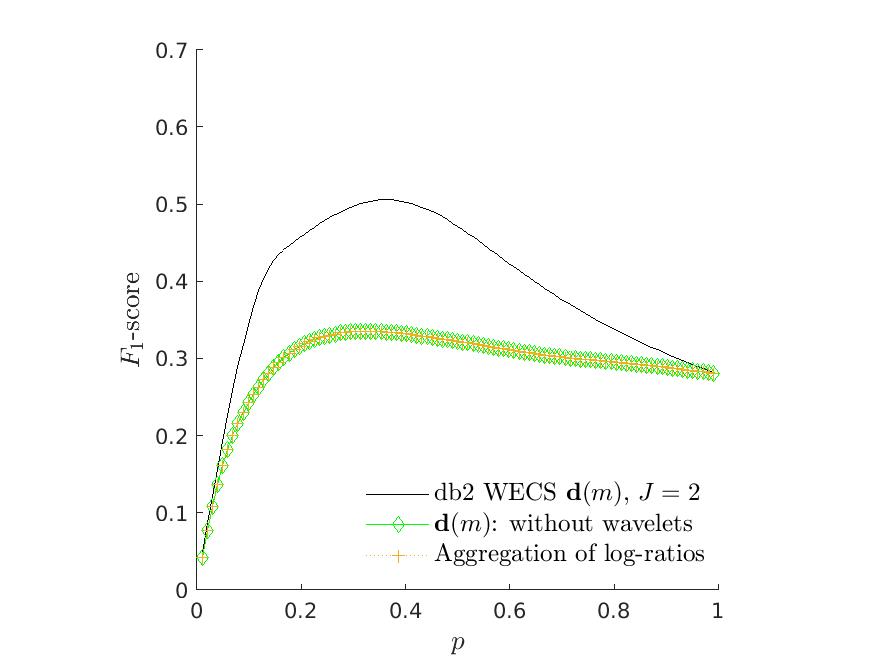 0.7
0.6
0.5
0.4
0.3
0.2
0.1
0
F₁-score
db2 WECS d(m), J = 2
d(m): without wavelets
Aggregation of log-ratios
0 0.2 0.4 0.6 0.8 1
p